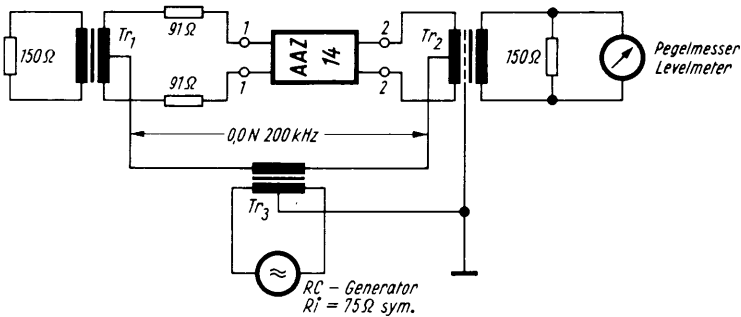 150Ω
Tr1
91Ω
91Ω
1
1
AAZ
14
2
2
Tr2
150Ω
Pegelmesser
Levelmeter
0,0 N 200 kHz
Tr3
≈
RC - Generator
Ri = 75Ω sym.